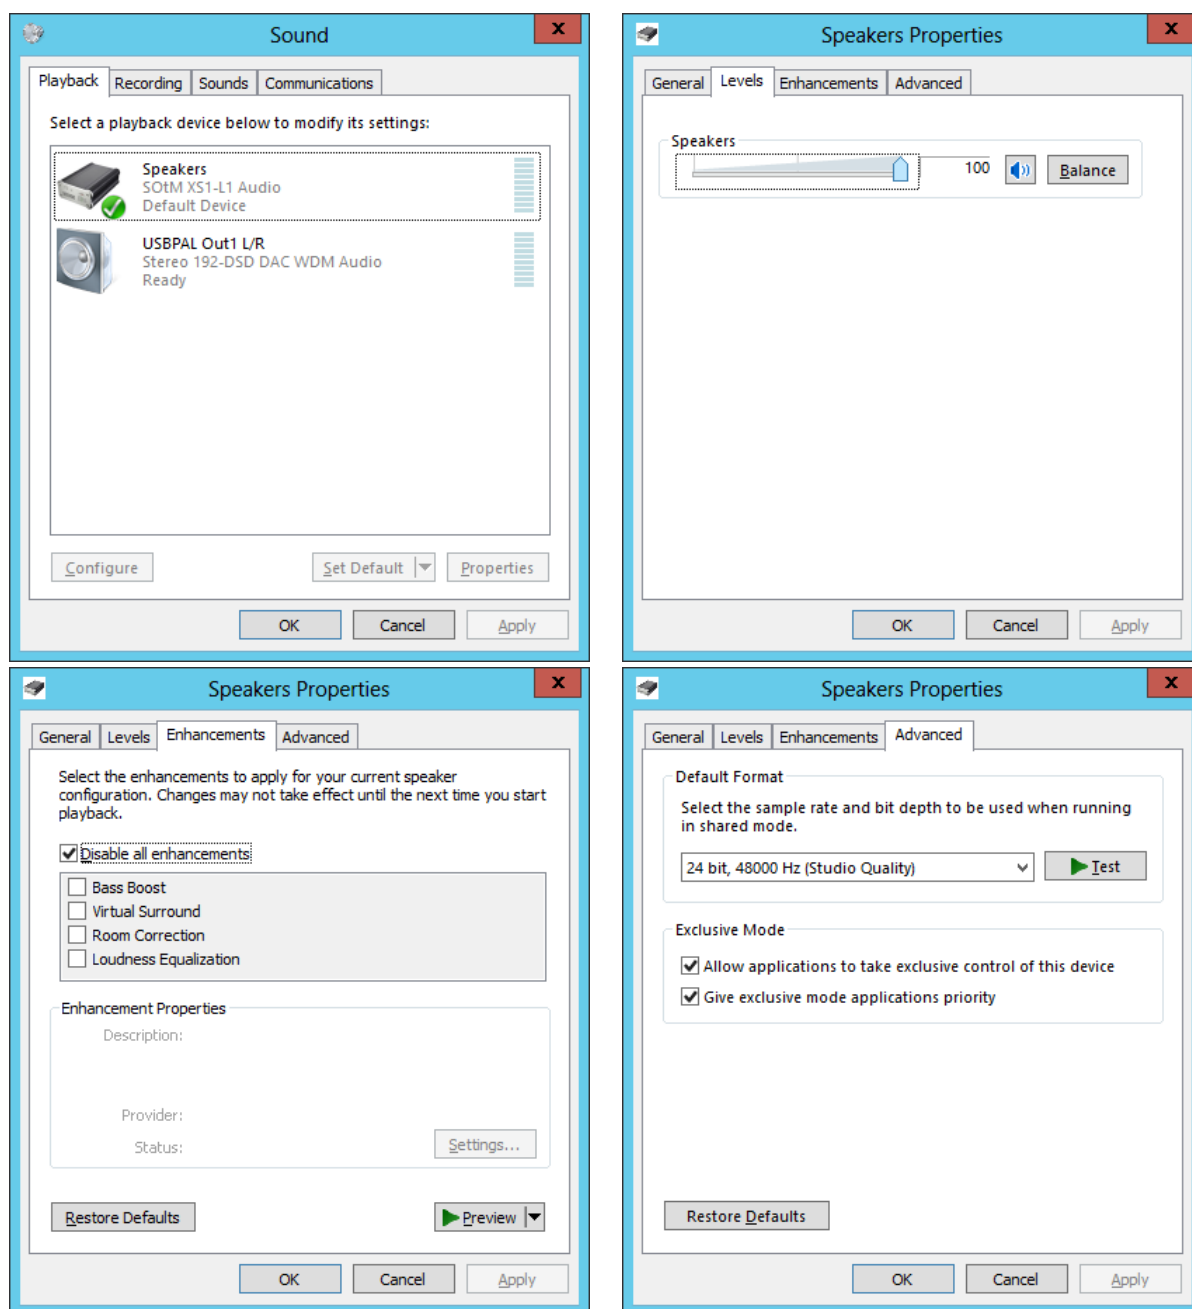 Sound
x
Playback
Recording
Sounds
Communications
Select a playback device below to modify its settings:
Speakers
SOtM XS1-L1 Audio
Default Device
USBPAL Out1 L/R
Stereo 192-DSD DAC WDM Audio
Ready
Configure
Set Default
Properties
OK
Cancel
Apply
Speakers Properties
x
General
Levels
Enhancements
Advanced
Speakers
100
Balance
OK
Cancel
Apply
Speakers Properties
x
General
Levels
Enhancements
Advanced
Select the enhancements to apply for your current speaker
configuration. Changes may not take effect until the next time you start
playback.
Disable all enhancements
Bass Boost
Virtual Surround
Room Correction
Loudness Equalization
Enhancement Properties
Description:
Provider:
Status:
Settings...
Restore Defaults
Preview
OK
Cancel
Apply
Speakers Properties
x
General
Levels
Enhancements
Advanced
Default Format
Select the sample rate and bit depth to be used when running
in shared mode.
24 bit, 48000 Hz (Studio Quality)
Test
Exclusive Mode
Allow applications to take exclusive control of this device
Give exclusive mode applications priority
Restore Defaults
OK
Cancel
Apply